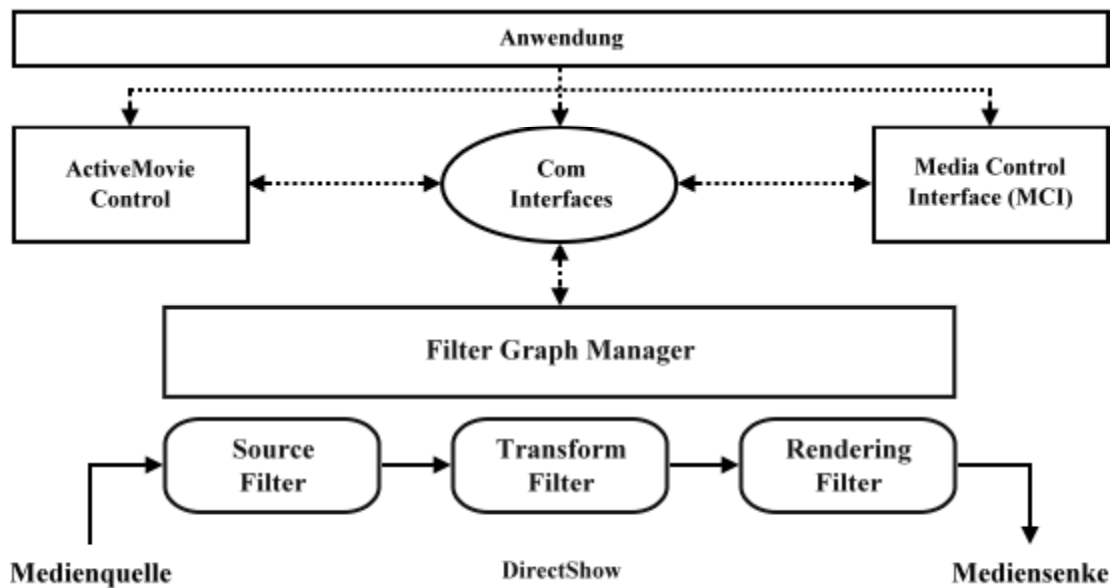 Anwendung
ActiveMovie
Control
Com
Interfaces
Media Control
Interface (MCI)
Filter Graph Manager
Source
Filter
Transform
Filter
Rendering
Filter
Medienquelle
DirectShow
Mediensenke